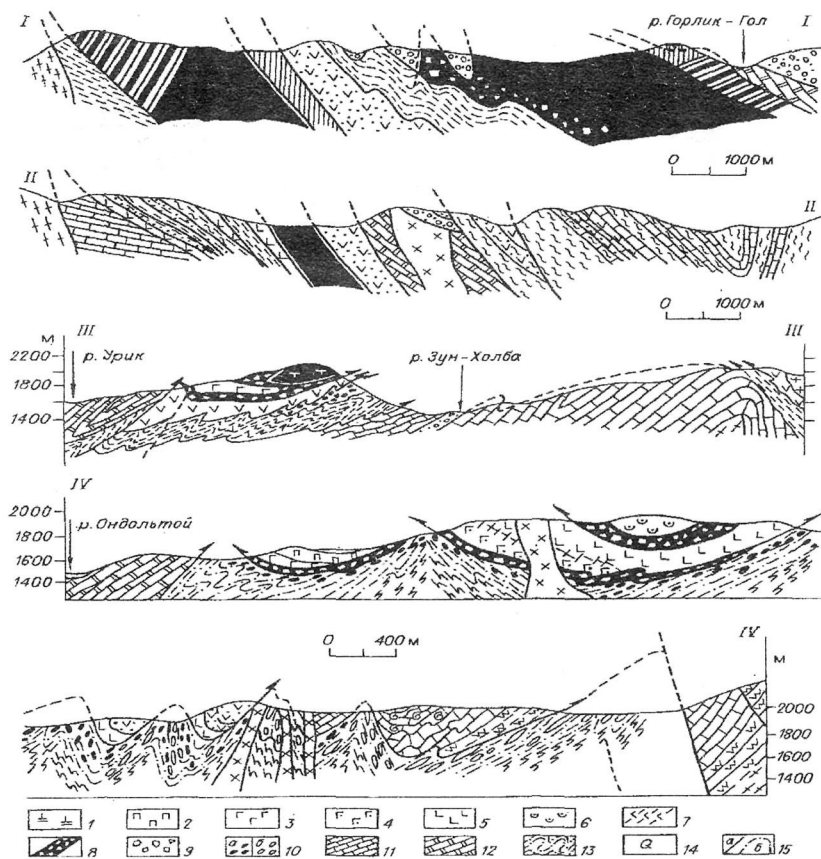 I р. Горлик-Гол I
0 1000 м
II II
0 1000 м
III III
м р. Урик р. Зун-Холба
2200
1800
1400
IV
2000 р. Ондольтой
1800
1600
1400
0 400 м IV
м
2000
1800
1600
1400
1 2 3 4 5 6 7
8 9 10 11 12 13 Q 14 а б 15